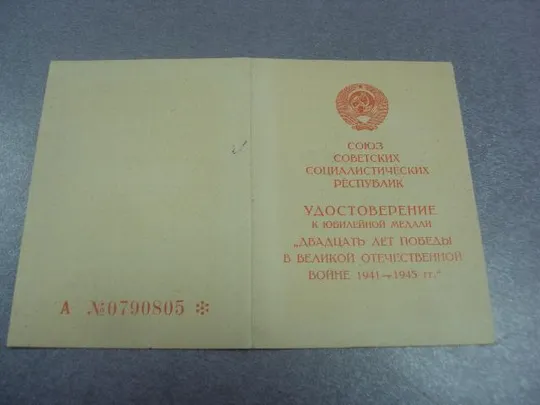 СОЮЗ
СОВЕТСКИХ
СОЦИАЛИСТИЧЕСКИХ
РЕСПУБЛИК
УДОСТОВЕРЕНИЕ
К ЮБИЛЕЙНОЙ МЕДАЛИ
„ДВАДЦАТЬ ЛЕТ ПОБЕДЫ
В ВЕЛИКОЙ ОТЕЧЕСТВЕННОЙ
ВОЙНЕ 1941—1945 гг.“
А №0790805 *